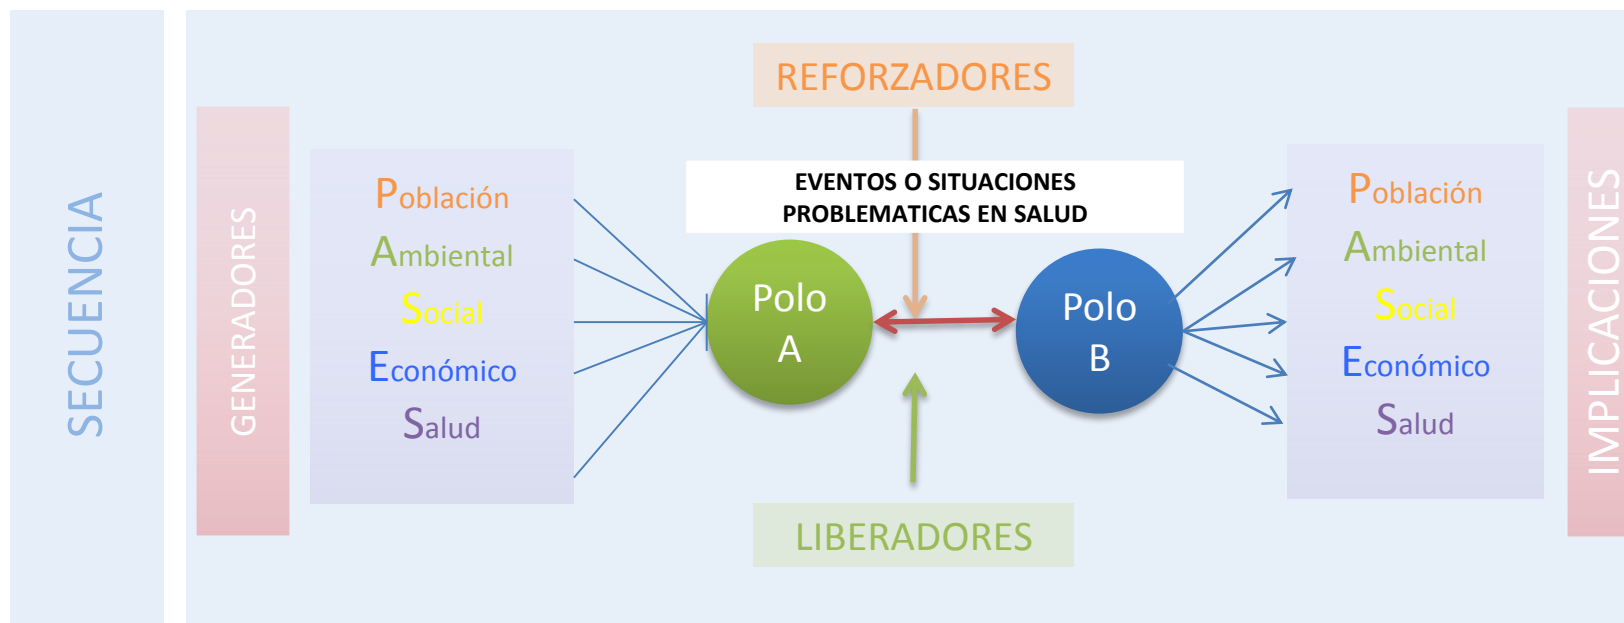 SECUENCIA
GENERADORES
Población
Ambiental
Social
Económico
Salud
REFORZADORES
EVENTOS O SITUACIONES
PROBLEMATICAS EN SALUD
Polo
A
Polo
B
LIBERADORES
Población
Ambiental
Social
Económico
Salud
IMPLICACIONES